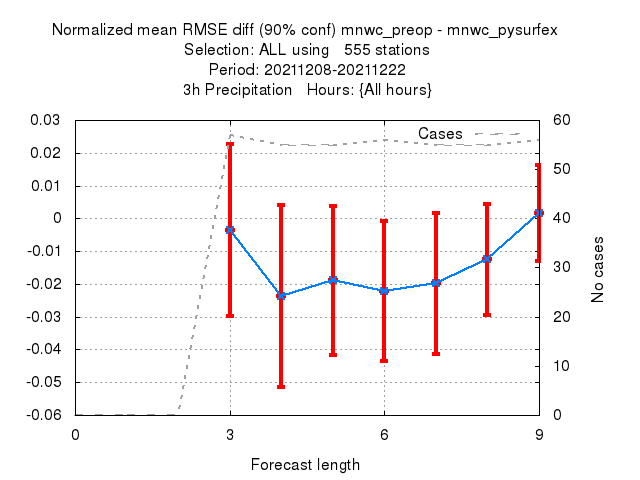 Normalized mean RMSE diff (90% conf) mnwc_preop - mnwc_pysurfex
Selection: ALL using 555 stations
Period: 20211208-20211222
3h Precipitation Hours: {All hours}
0.03
0.02
0.01
0
-0.01
-0.02
-0.03
-0.04
-0.05
-0.06
Cases
60
50
40
30
20
10
0
No cases
0 3 6 9
Forecast length